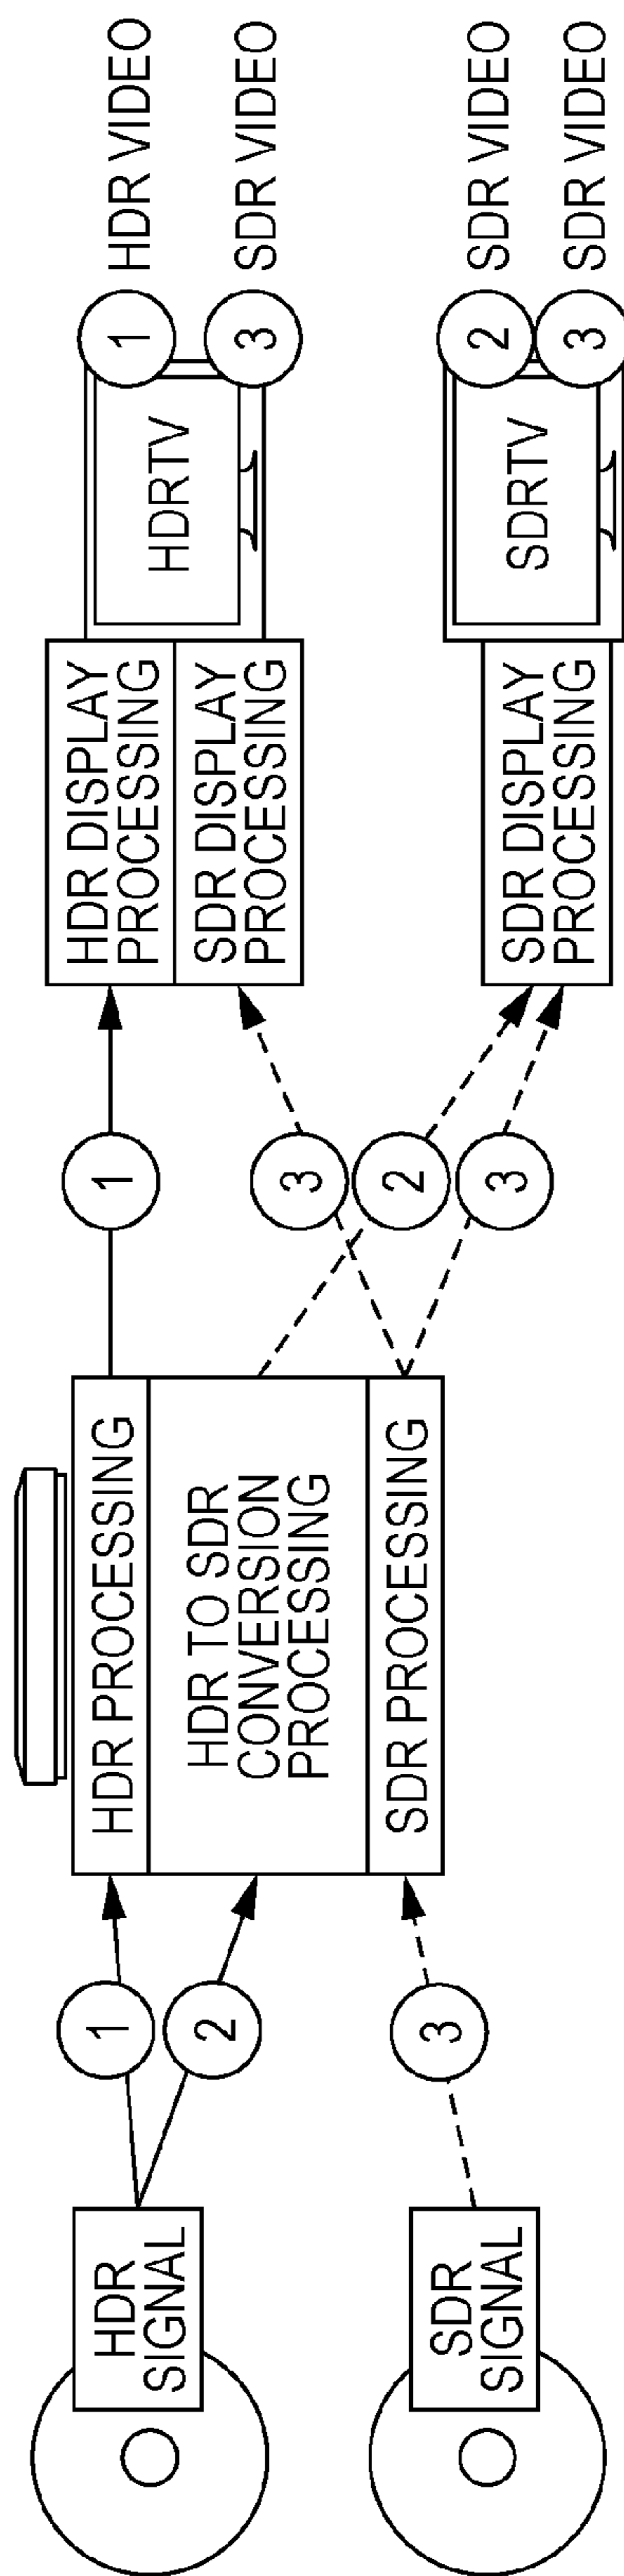 HDR
SIGNAL
SDR
SIGNAL
1
2
3
HDR PROCESSING
HDR TO SDR
CONVERSION
PROCESSING
SDR PROCESSING
1
3
2
3
HDR DISPLAY
PROCESSING
SDR DISPLAY
PROCESSING
SDR DISPLAY
PROCESSING
HDRTV
SDRTV
1
HDR VIDEO
3
SDR VIDEO
2
SDR VIDEO
3
SDR VIDEO